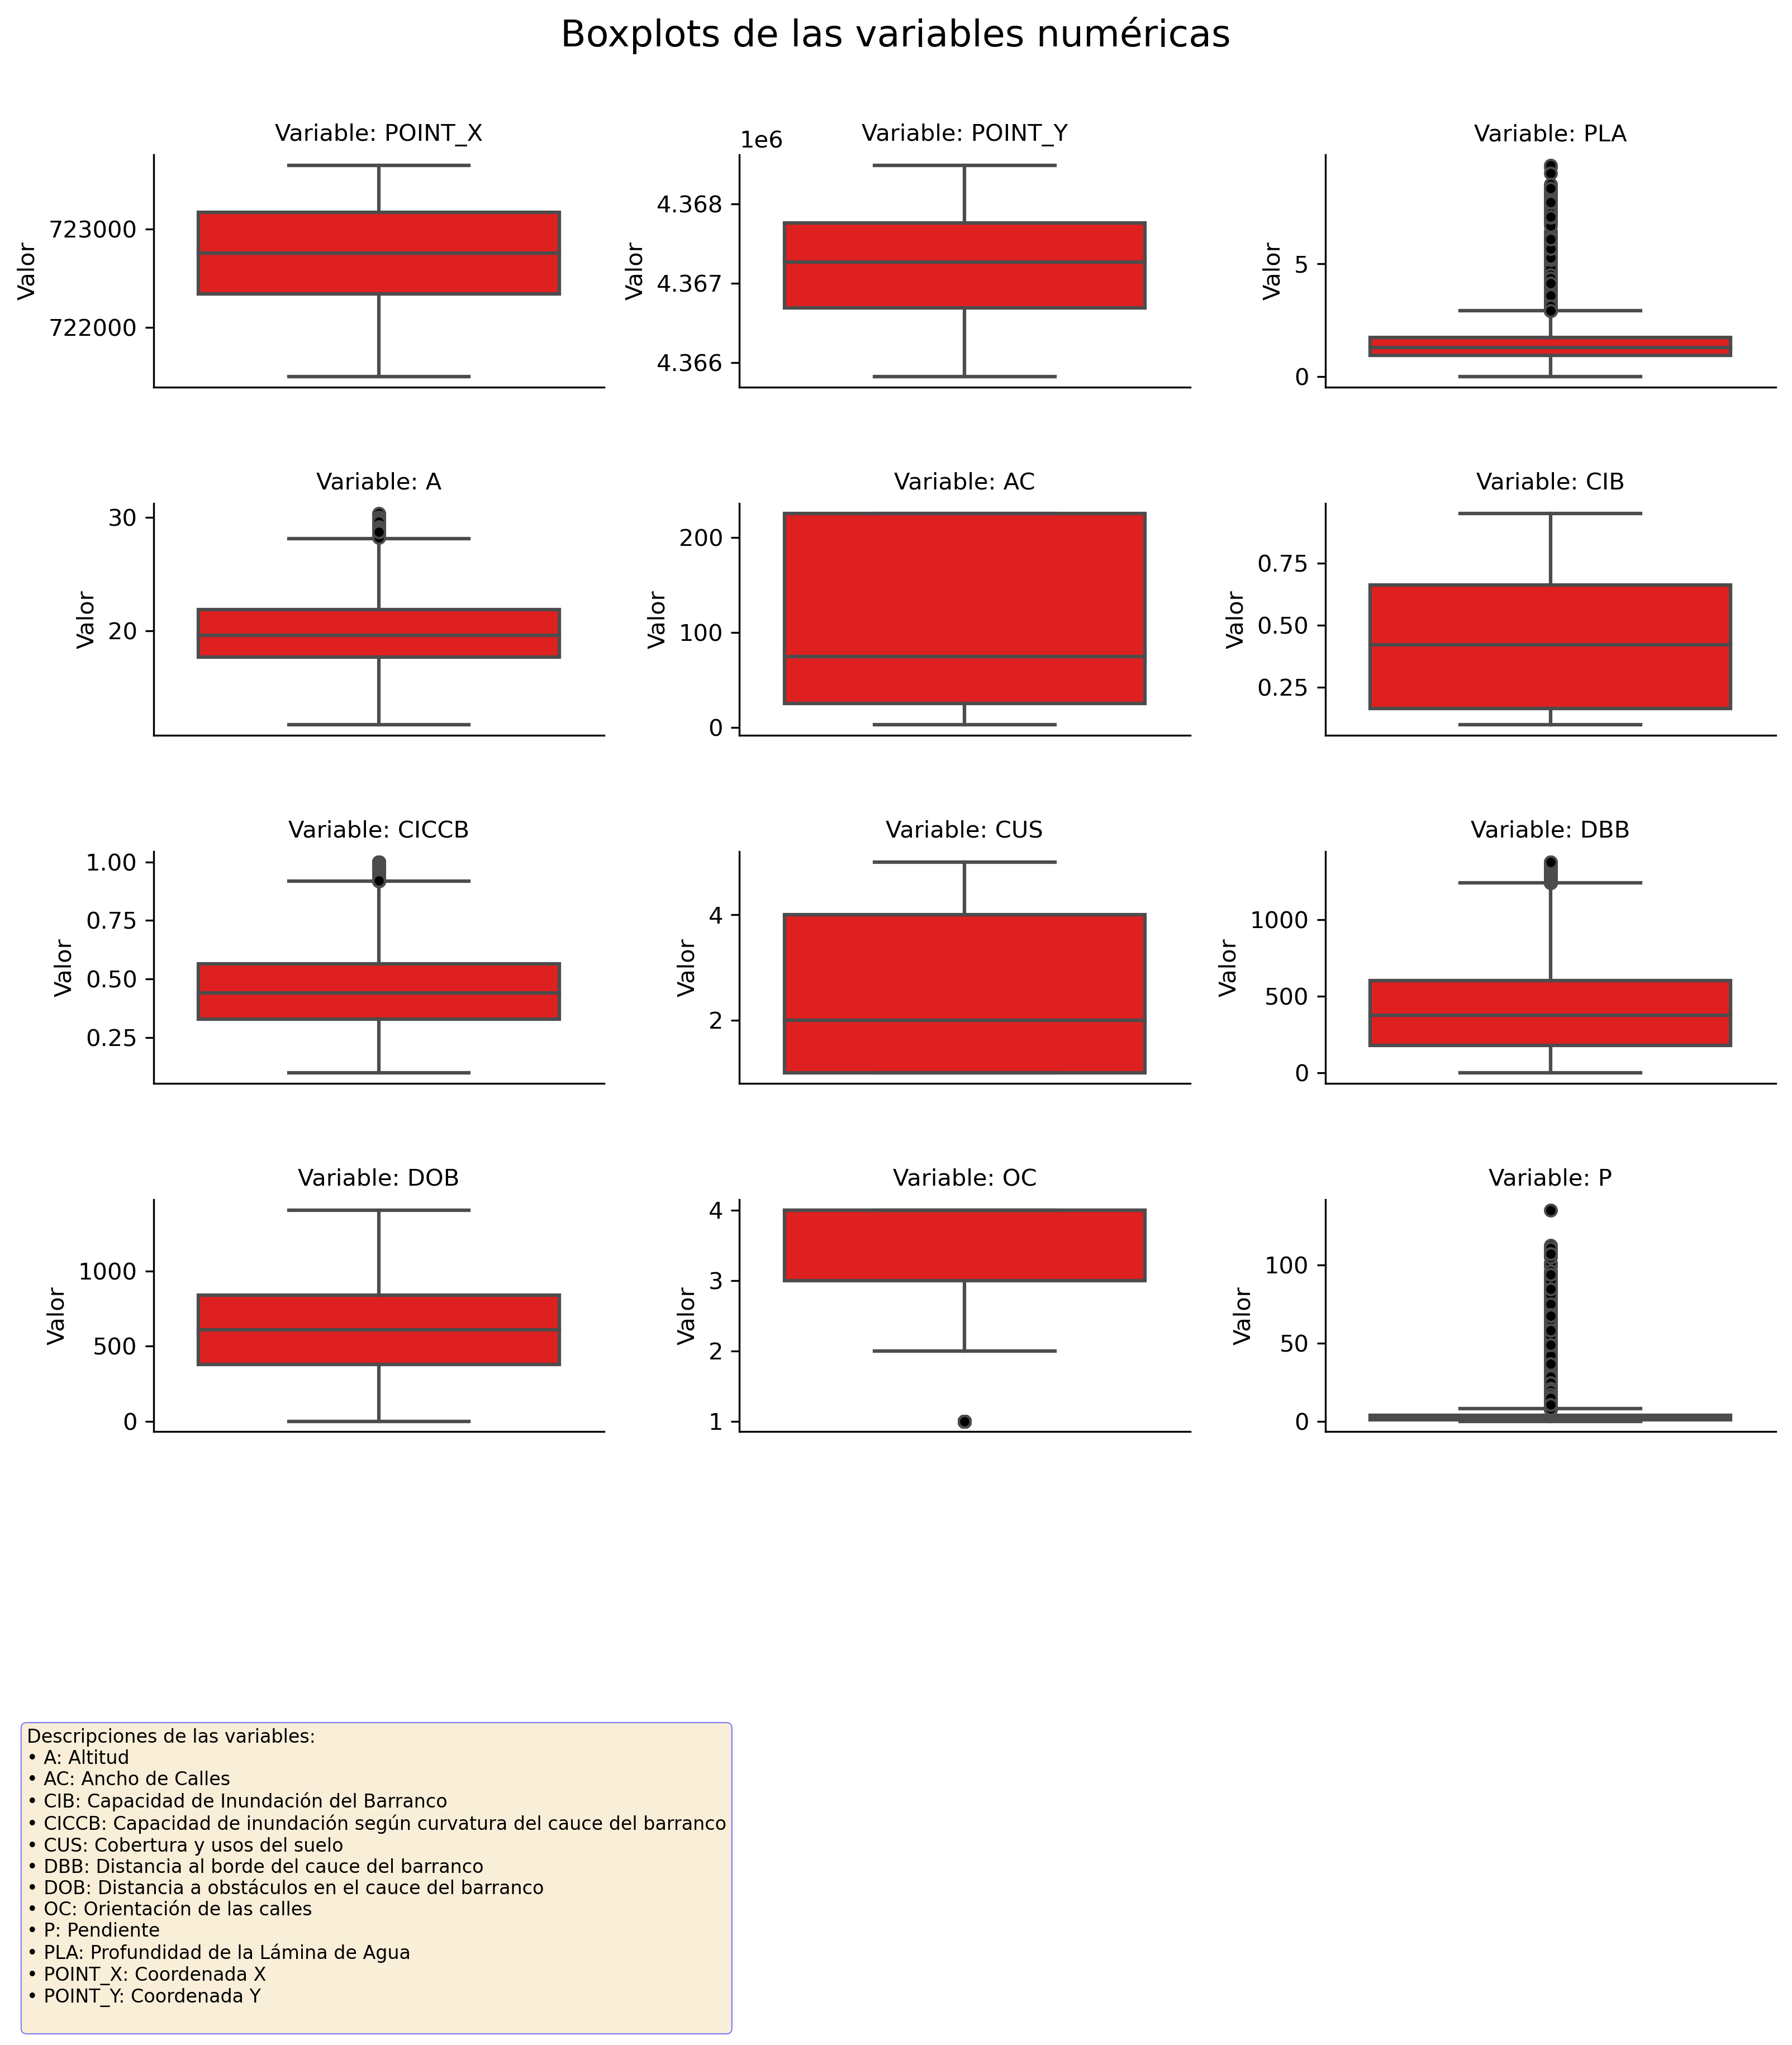 Boxplots de las variables numéricas
Variable: POINT_X
Valor
723000
722000
Variable: POINT_Y
1e6
Valor
4.368
4.367
4.366
Variable: PLA
Valor
5
0
Variable: A
Valor
30
20
Variable: AC
Valor
200
100
0
Variable: CIB
Valor
0.75
0.50
0.25
Variable: CICCB
Valor
1.00
0.75
0.50
0.25
Variable: CUS
Valor
4
2
Variable: DBB
Valor
1000
500
0
Variable: DOB
Valor
1000
500
0
Variable: OC
Valor
4
3
2
1
Variable: P
Valor
100
50
0
Descripciones de las variables:
• A: Altitud
• AC: Ancho de Calles
• CIB: Capacidad de Inundación del Barranco
• CICCB: Capacidad de inundación según curvatura del cauce del barranco
• CUS: Cobertura y usos del suelo
• DBB: Distancia al borde del cauce del barranco
• DOB: Distancia a obstáculos en el cauce del barranco
• OC: Orientación de las calles
• P: Pendiente
• PLA: Profundidad de la Lámina de Agua
• POINT_X: Coordenada X
• POINT_Y: Coordenada Y